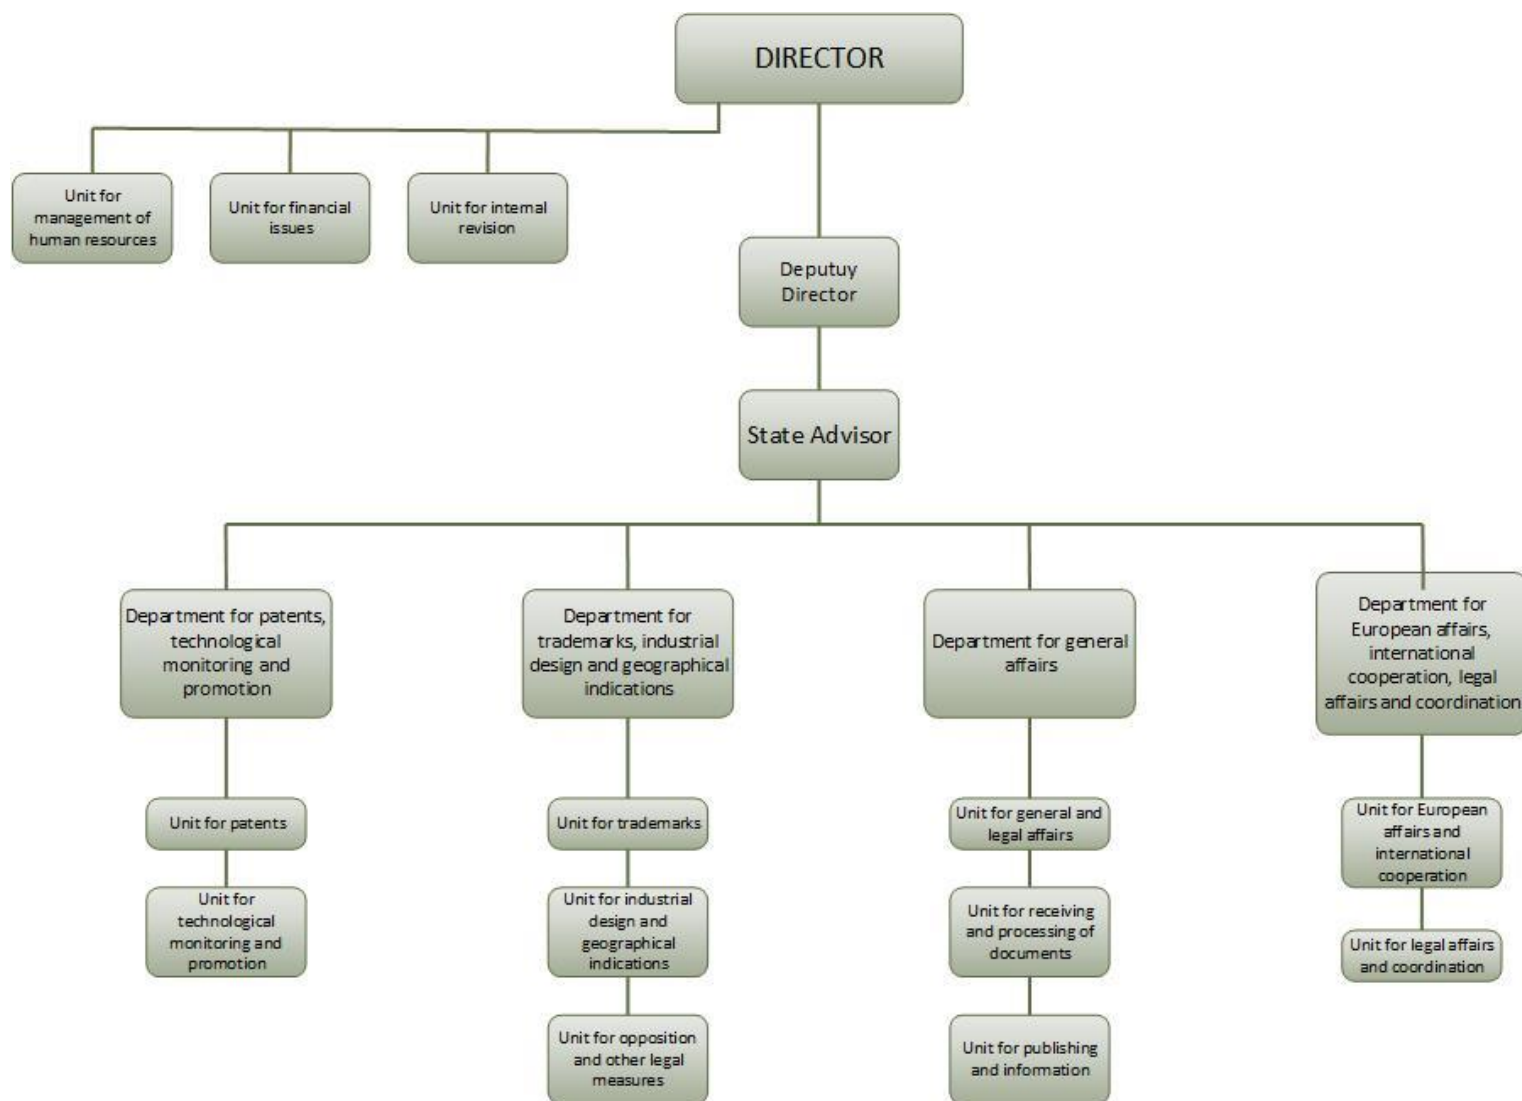 DIRECTOR
Unit for
management of
human resources
Unit for financial
issues
Unit for internal
revision
Deputuy
Director
State Advisor
Department for patents,
technological
monitoring and
promotion
Department for
trademarks, industrial
design and geographical
indications
Department for general
affairs
Department for
European affairs,
international
cooperation, legal
affairs and coordination
Unit for patents
Unit for
technological
monitoring and
promotion
Unit for trademarks
Unit for industrial
design and
geographical
indications
Unit for opposition
and other legal
measures
Unit for general and
legal affairs
Unit for receiving
and processing of
documents
Unit for publishing
and information
Unit for European
affairs and
international
cooperation
Unit for legal affairs
and coordination